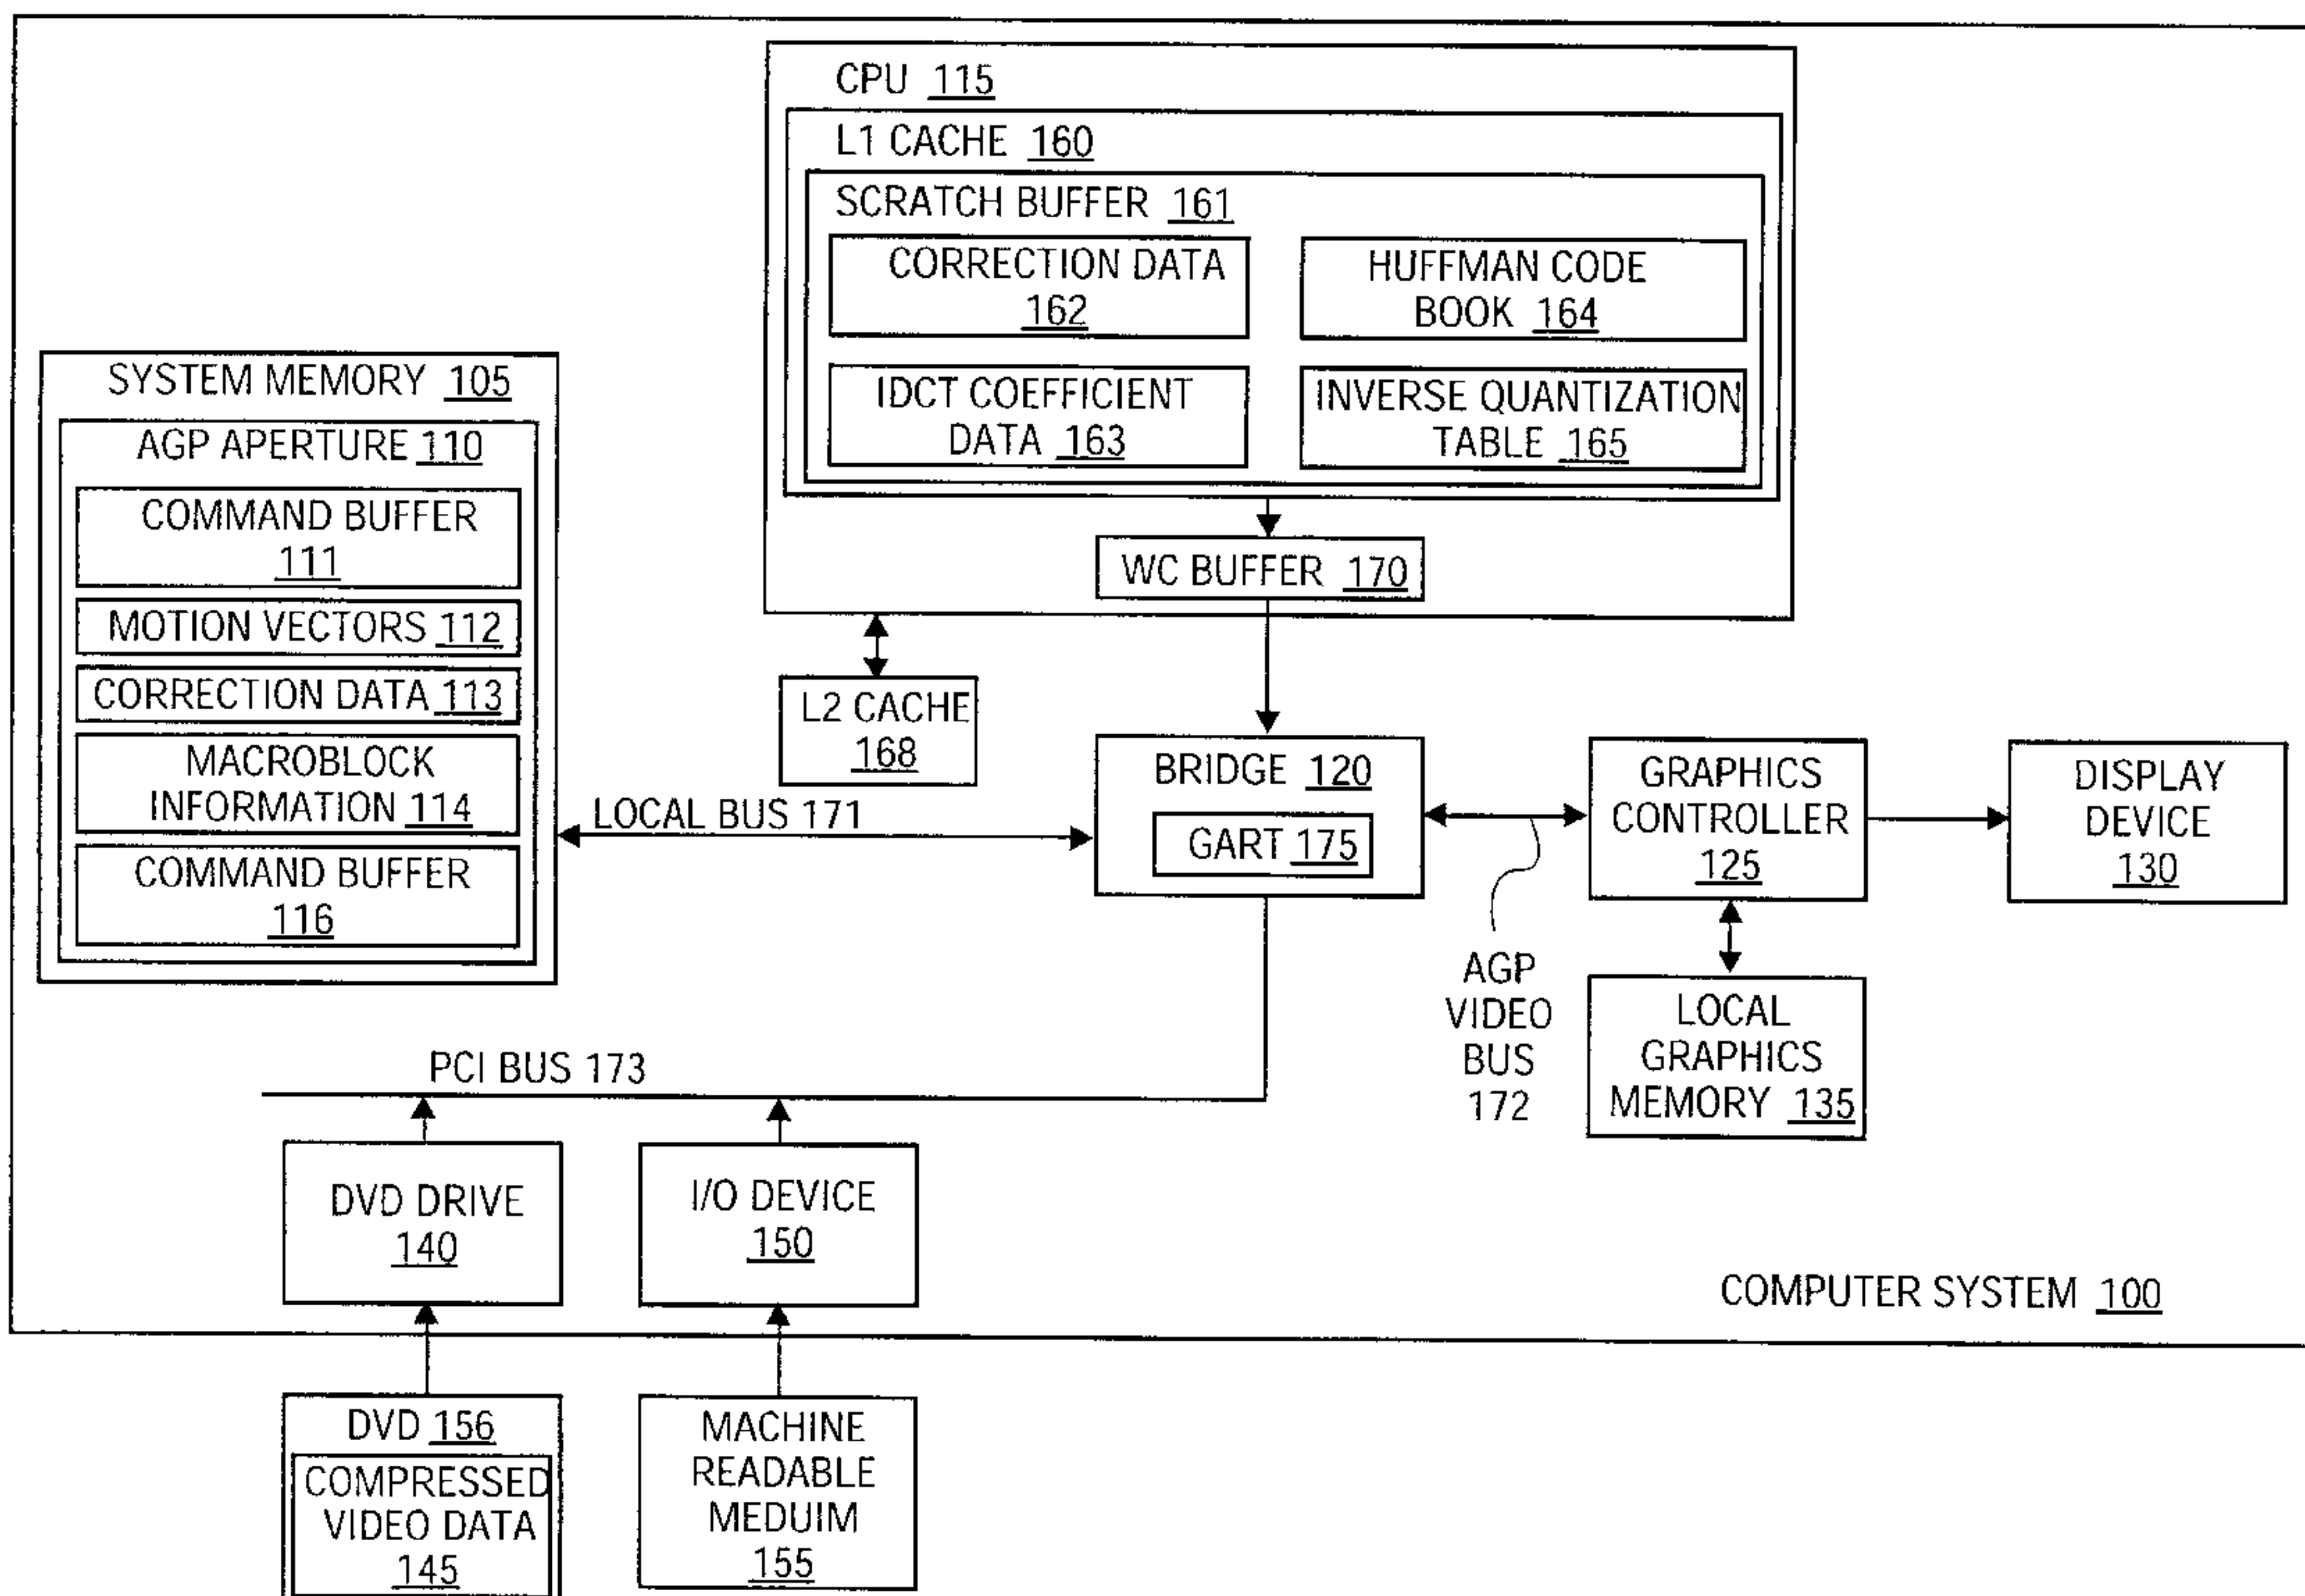 CPU 115
L1 CACHE 160
SCRATCH BUFFER 161
CORRECTION DATA
162
HUFFMAN CODE
BOOK 164
IDCT COEFFICIENT
DATA 163
INVERSE QUANTIZATION
TABLE 165
WC BUFFER 170
SYSTEM MEMORY 105
AGP APERTURE 110
COMMAND BUFFER
111
MOTION VECTORS 112
CORRECTION DATA 113
MACROBLOCK
INFORMATION 114
COMMAND BUFFER
116
L2 CACHE
168
LOCAL BUS 171
BRIDGE 120
GART 175
GRAPHICS
CONTROLLER
125
DISPLAY
DEVICE
130
AGP
VIDEO
BUS
172
LOCAL
GRAPHICS
MEMORY 135
PCI BUS 173
DVD DRIVE
140
I/O DEVICE
150
COMPUTER SYSTEM 100
DVD 156
COMPRESSED
VIDEO DATA
145
MACHINE
READABLE
MEDUIM
155